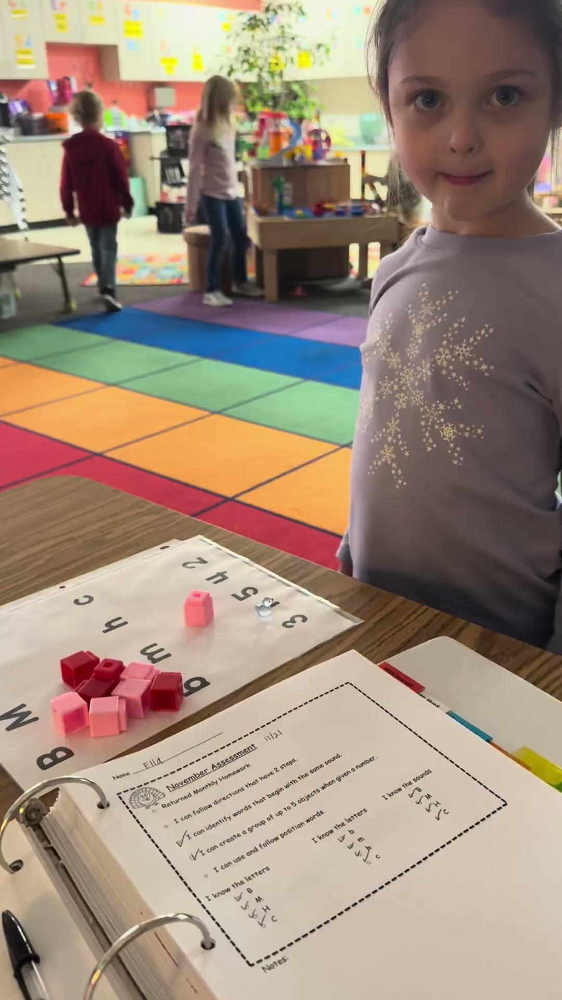 2
4
5
3
c
h
m
b
M
B
Name Ella
November Assessment 11/21
Returned Monthly Homework
I can follow directions that have 2 steps.
I can identify words that begin with the same sound.
I can create a group of up to 5 objects when given a number.
I can use and follow position words.
I know the letters
B
M
H
C
I know the letters
b
m
h
c
I know the sounds
B
M
H
C
Notes: